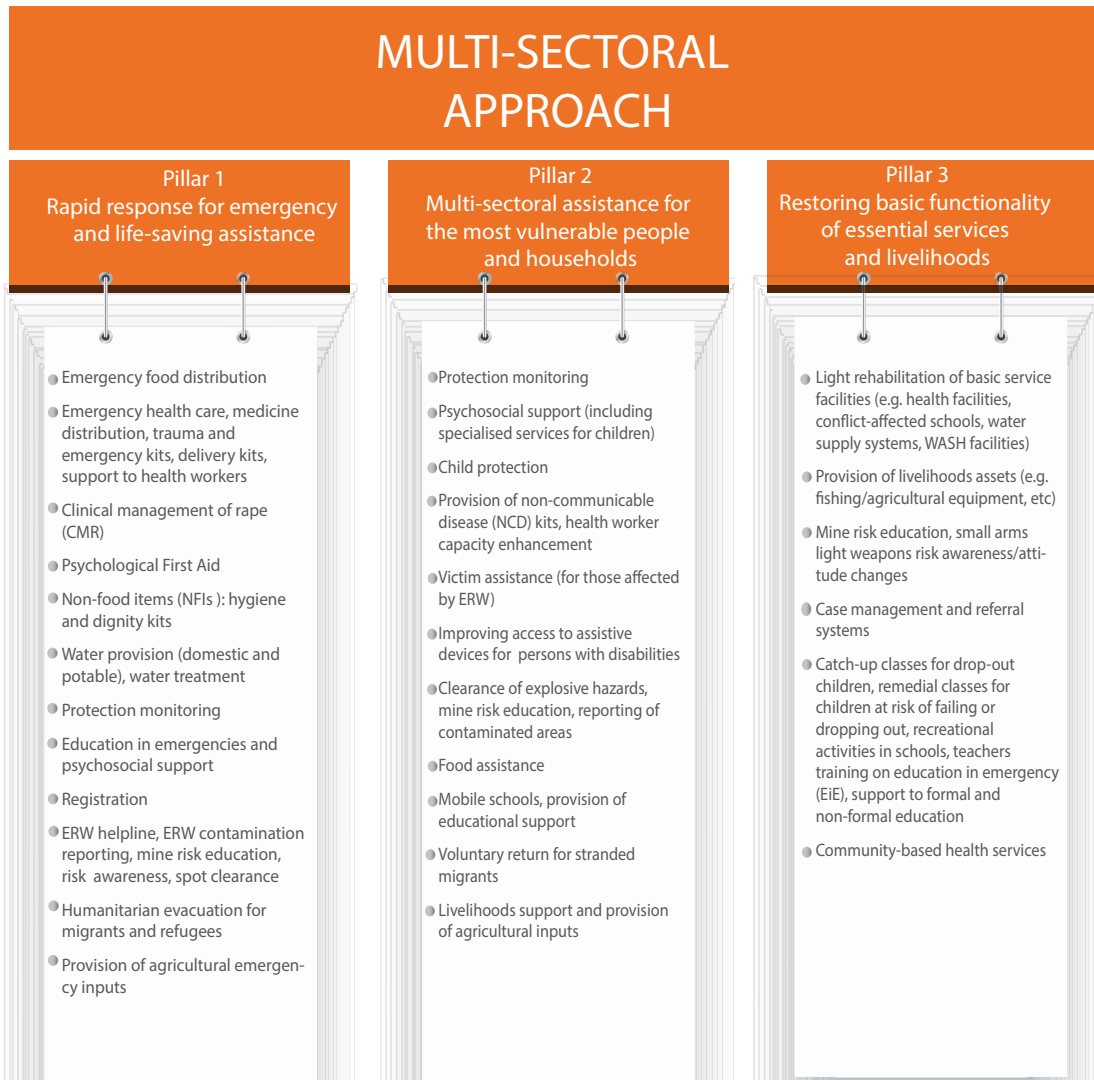 MULTI-SECTORAL
APPROACH
Pillar 1
Rapid response for emergency
and life-saving assistance
Emergency food distribution
Emergency health care, medicine
distribution, trauma and
emergency kits, delivery kits,
support to health workers
Clinical management of rape
(CMR)
Psychological First Aid
Non-food items (NFIs ): hygiene
and dignity kits
Water provision (domestic and
potable), water treatment
Protection monitoring
Education in emergencies and
psychosocial support
Registration
ERW helpline, ERW contamination
reporting, mine risk education,
risk awareness, spot clearance
Humanitarian evacuation for
migrants and refugees
Provision of agricultural emergen-
cy inputs
Pillar 2
Multi-sectoral assistance for
the most vulnerable people
and households
Protection monitoring
Psychosocial support (including
specialised services for children)
Child protection
Provision of non-communicable
disease (NCD) kits, health worker
capacity enhancement
Victim assistance (for those affected
by ERW)
Improving access to assistive
devices for persons with disabilities
Clearance of explosive hazards,
mine risk education, reporting of
contaminated areas
Food assistance
Mobile schools, provision of
educational support
Voluntary return for stranded
migrants
Livelihoods support and provision
of agricultural inputs
Pillar 3
Restoring basic functionality
of essential services
and livelihoods
Light rehabilitation of basic service
facilities (e.g. health facilities,
conflict-affected schools, water
supply systems, WASH facilities)
Provision of livelihoods assets (e.g.
fishing/agricultural equipment, etc)
Mine risk education, small arms
light weapons risk awareness/atti-
tude changes
Case management and referral
systems
Catch-up classes for drop-out
children, remedial classes for
children at risk of failing or
dropping out, recreational
activities in schools, teachers
training on education in emergency
(EiE), support to formal and
non-formal education
Community-based health services